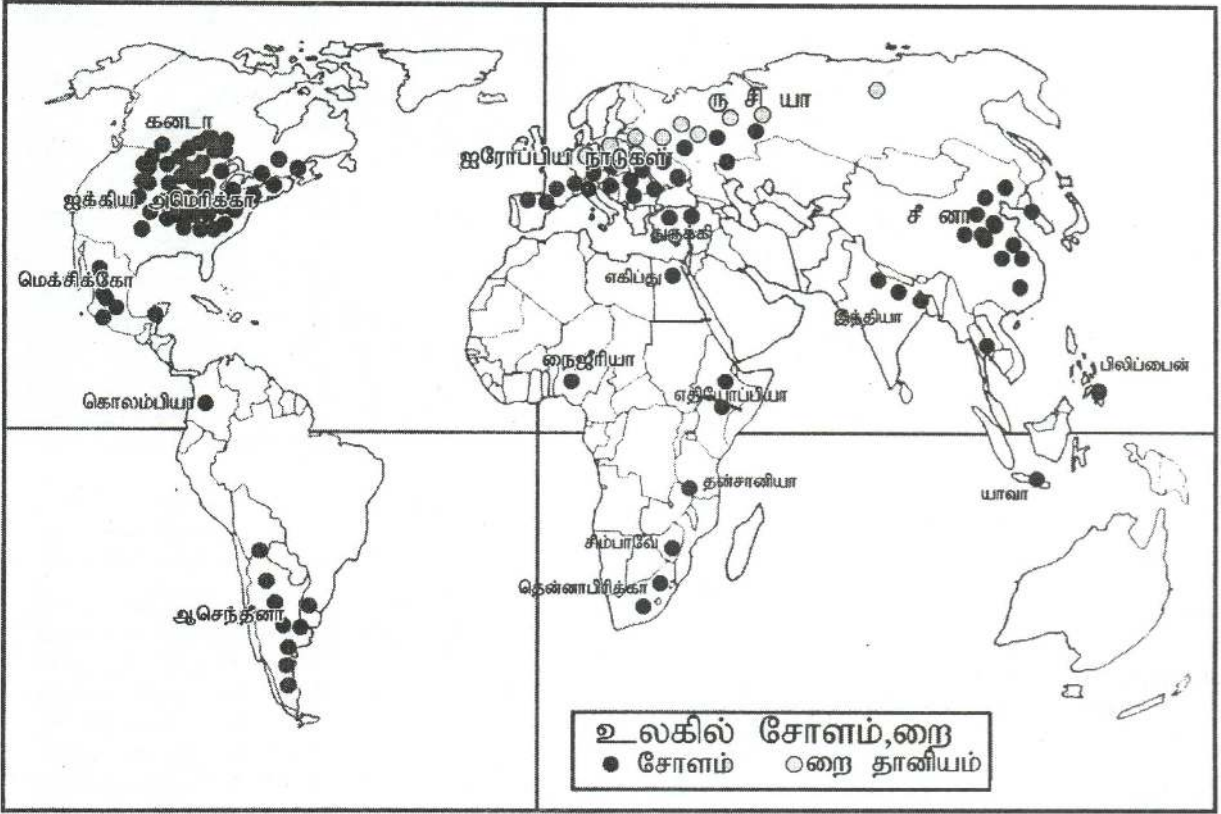 ரு சி யா
கனடா
ஐரோப்பிய நாடுகள்
ஐக்கிய அமெரிக்கா
சீ னா
துருக்கி
மெக்சிக்கோ
எகிப்து
இந்தியா
நைஜீரியா
பிலிப்பைன்
கொலம்பியா
எதியோப்பியா
தன்சானியா
யாவா
சிம்பாவே
தென்னாபிரிக்கா
ஆசெந்தீனா
உலகில் சோளம்,றை
சோளம் றை தானியம்